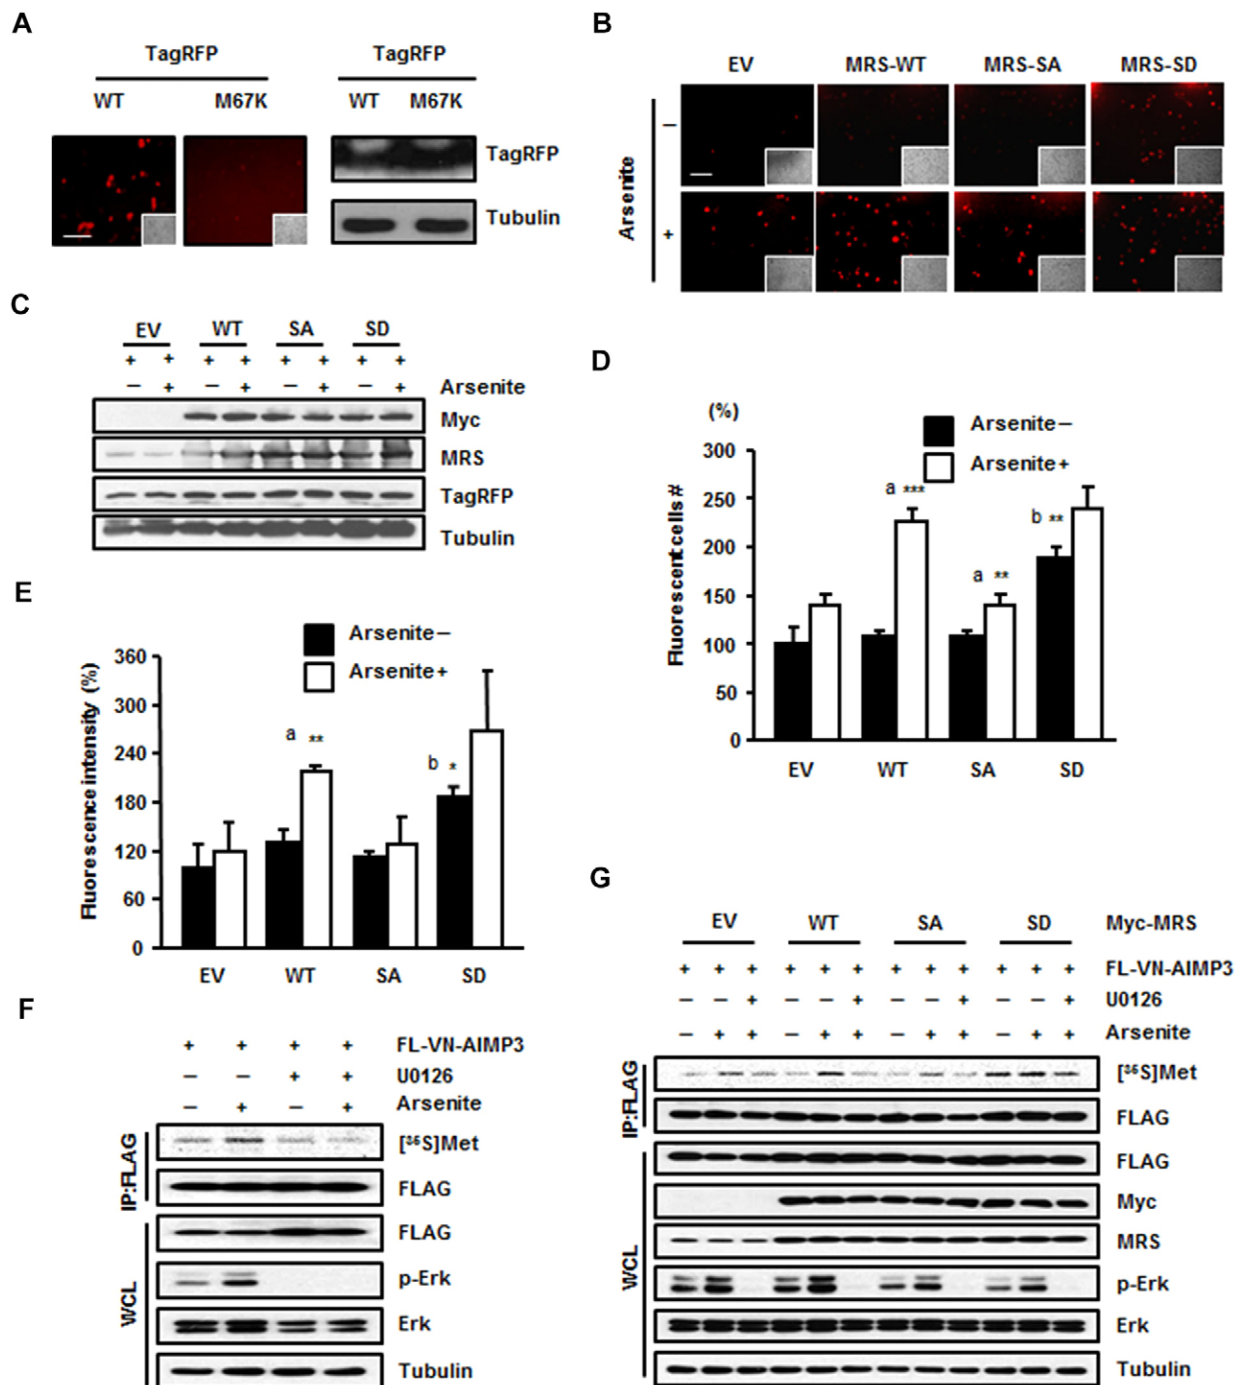 A
TagRFP
WT M67K
TagRFP
WT M67K
TagRFP
Tubulin
B
EV MRS-WT MRS-SA MRS-SD
Arsenite
–
+
C
EV WT SA SD
+ + + + + + + +
– + – + – + – + Arsenite
Myc
MRS
TagRFP
Tubulin
D
(%)
Arsenite–
Arsenite+
Fluorescent cells #
300
250
200
150
100
50
0
a ***
a **
b **
EV WT SA SD
E
Arsenite–
Arsenite+
Fluorescence intensity (%)
360
300
240
180
120
60
0
a **
b *
EV WT SA SD
F
+ + + + FL-VN-AIMP3
– – + + U0126
– + – + Arsenite
IP:FLAG
[³⁵S]Met
FLAG
WCL
FLAG
p-Erk
Erk
Tubulin
G
EV WT SA SD Myc-MRS
+ + + + + + + + + + + + FL-VN-AIMP3
– – + – – + – – + – – + U0126
– + + – + + – + + – + + Arsenite
IP:FLAG
[³⁵S]Met
FLAG
WCL
FLAG
Myc
MRS
p-Erk
Erk
Tubulin